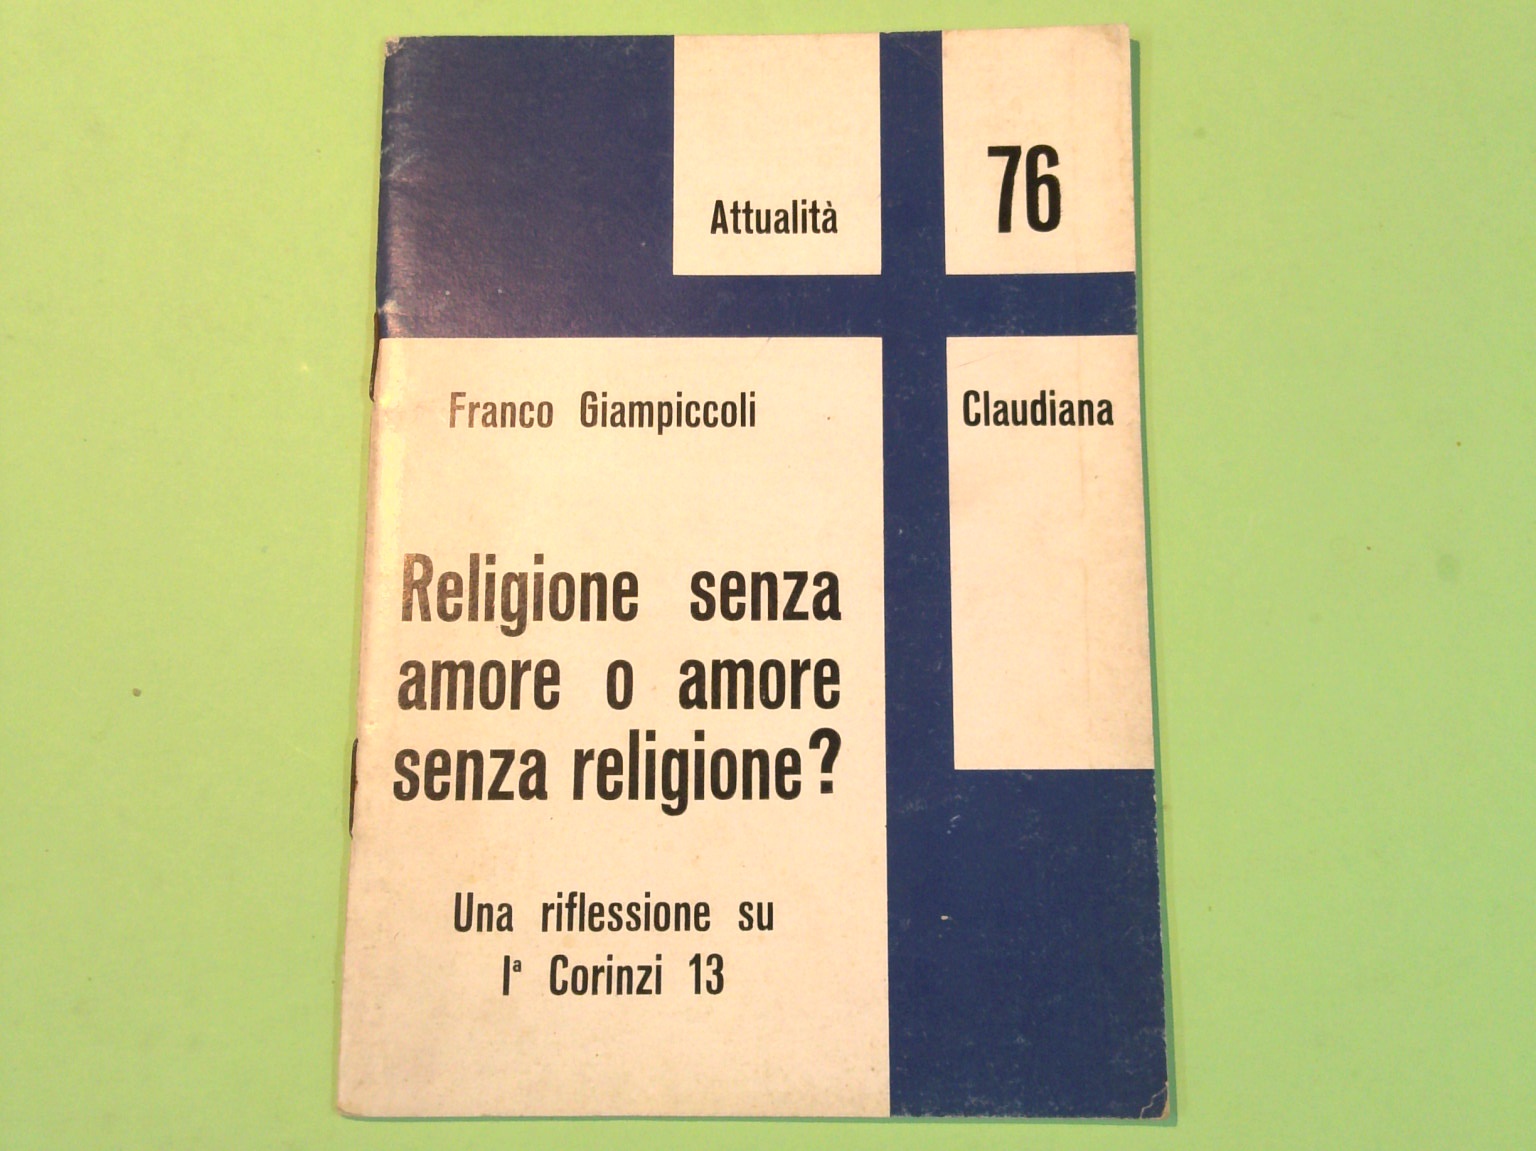 Attualità
76
Franco Giampiccoli
Claudiana
Religione senza
amore o amore
senza religione?
Una riflessione su
Iª Corinzi 13